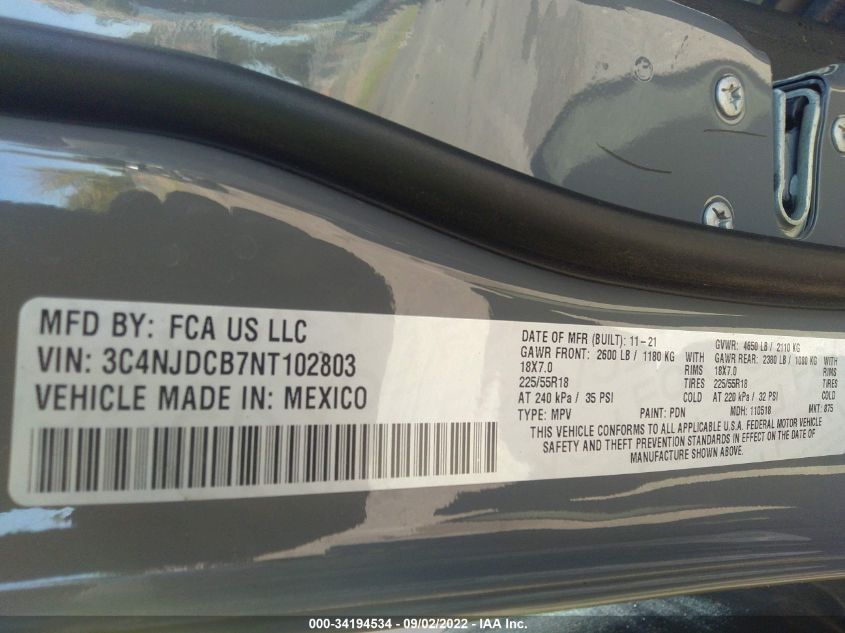 MFD BY: FCA US LLC
VIN: 3C4NJDCB7NT102803
VEHICLE MADE IN: MEXICO
DATE OF MFR (BUILT): 11-21 GVWR: 4650 LB / 2110 KG
GAWR FRONT: 2600 LB / 1180 KG GAWR REAR: 2380 LB / 1080 KG
18X7.0 RIMS 18X7.0 RIMS
225/55R18 TIRES 225/55R18 TIRES
AT 240 kPa / 35 PSI COLD AT 220 kPa / 32 PSI COLD
TYPE: MPV PAINT: PDN MDH: 110518 MKT: 875
THIS VEHICLE CONFORMS TO ALL APPLICABLE U.S.A. FEDERAL MOTOR VEHICLE
SAFETY AND THEFT PREVENTION STANDARDS IN EFFECT ON THE DATE OF
MANUFACTURE SHOWN ABOVE.
000-34194534 - 09/02/2022 - IAA Inc.